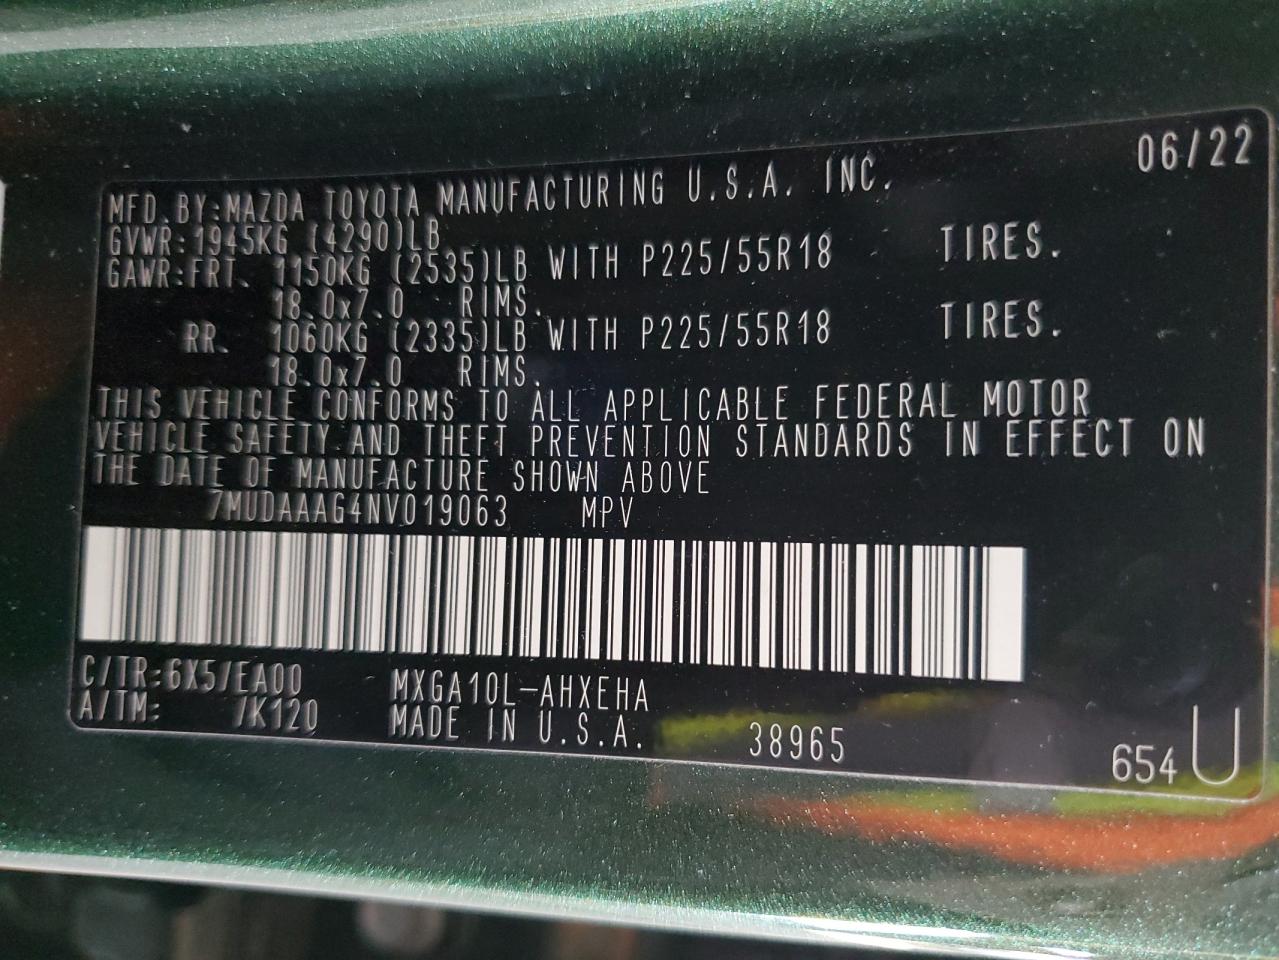 06/22
MFD.BY:MAZDA TOYOTA MANUFACTURING U.S.A. INC.
GVWR:1945KG (4290)LB
GAWR:FRT. 1150KG (2535)LB WITH P225/55R18 TIRES.
18.0x7.0 RIMS.
RR. 1060KG (2335)LB WITH P225/55R18 TIRES.
18.0x7.0 RIMS.
THIS VEHICLE CONFORMS TO ALL APPLICABLE FEDERAL MOTOR
VEHICLE SAFETY AND THEFT PREVENTION STANDARDS IN EFFECT ON
THE DATE OF MANUFACTURE SHOWN ABOVE
7MUDAAAG4NV019063 MPV
C/TR:6X5/EA00 MXGA10L-AHXEHA
A/TM: /K120 MADE IN U.S.A. 38965 654 U